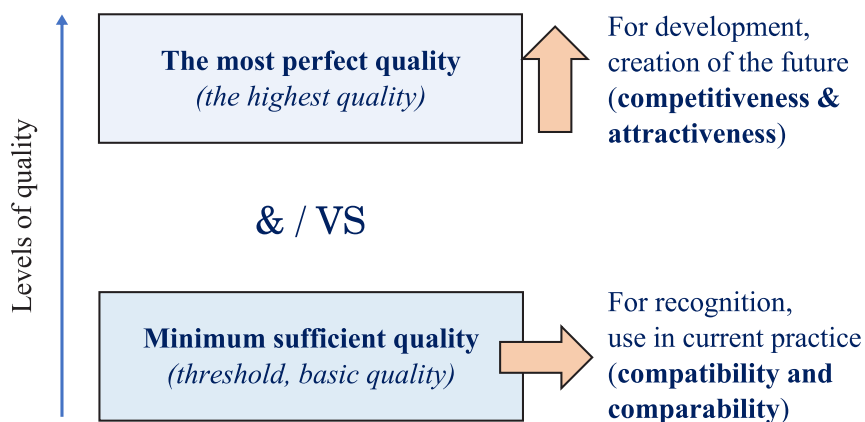 Levels of quality
The most perfect quality
(the highest quality)
For development,
creation of the future
(competitiveness &
attractiveness)
& / VS
Minimum sufficient quality
(threshold, basic quality)
For recognition,
use in current practice
(compatibility and
comparability)